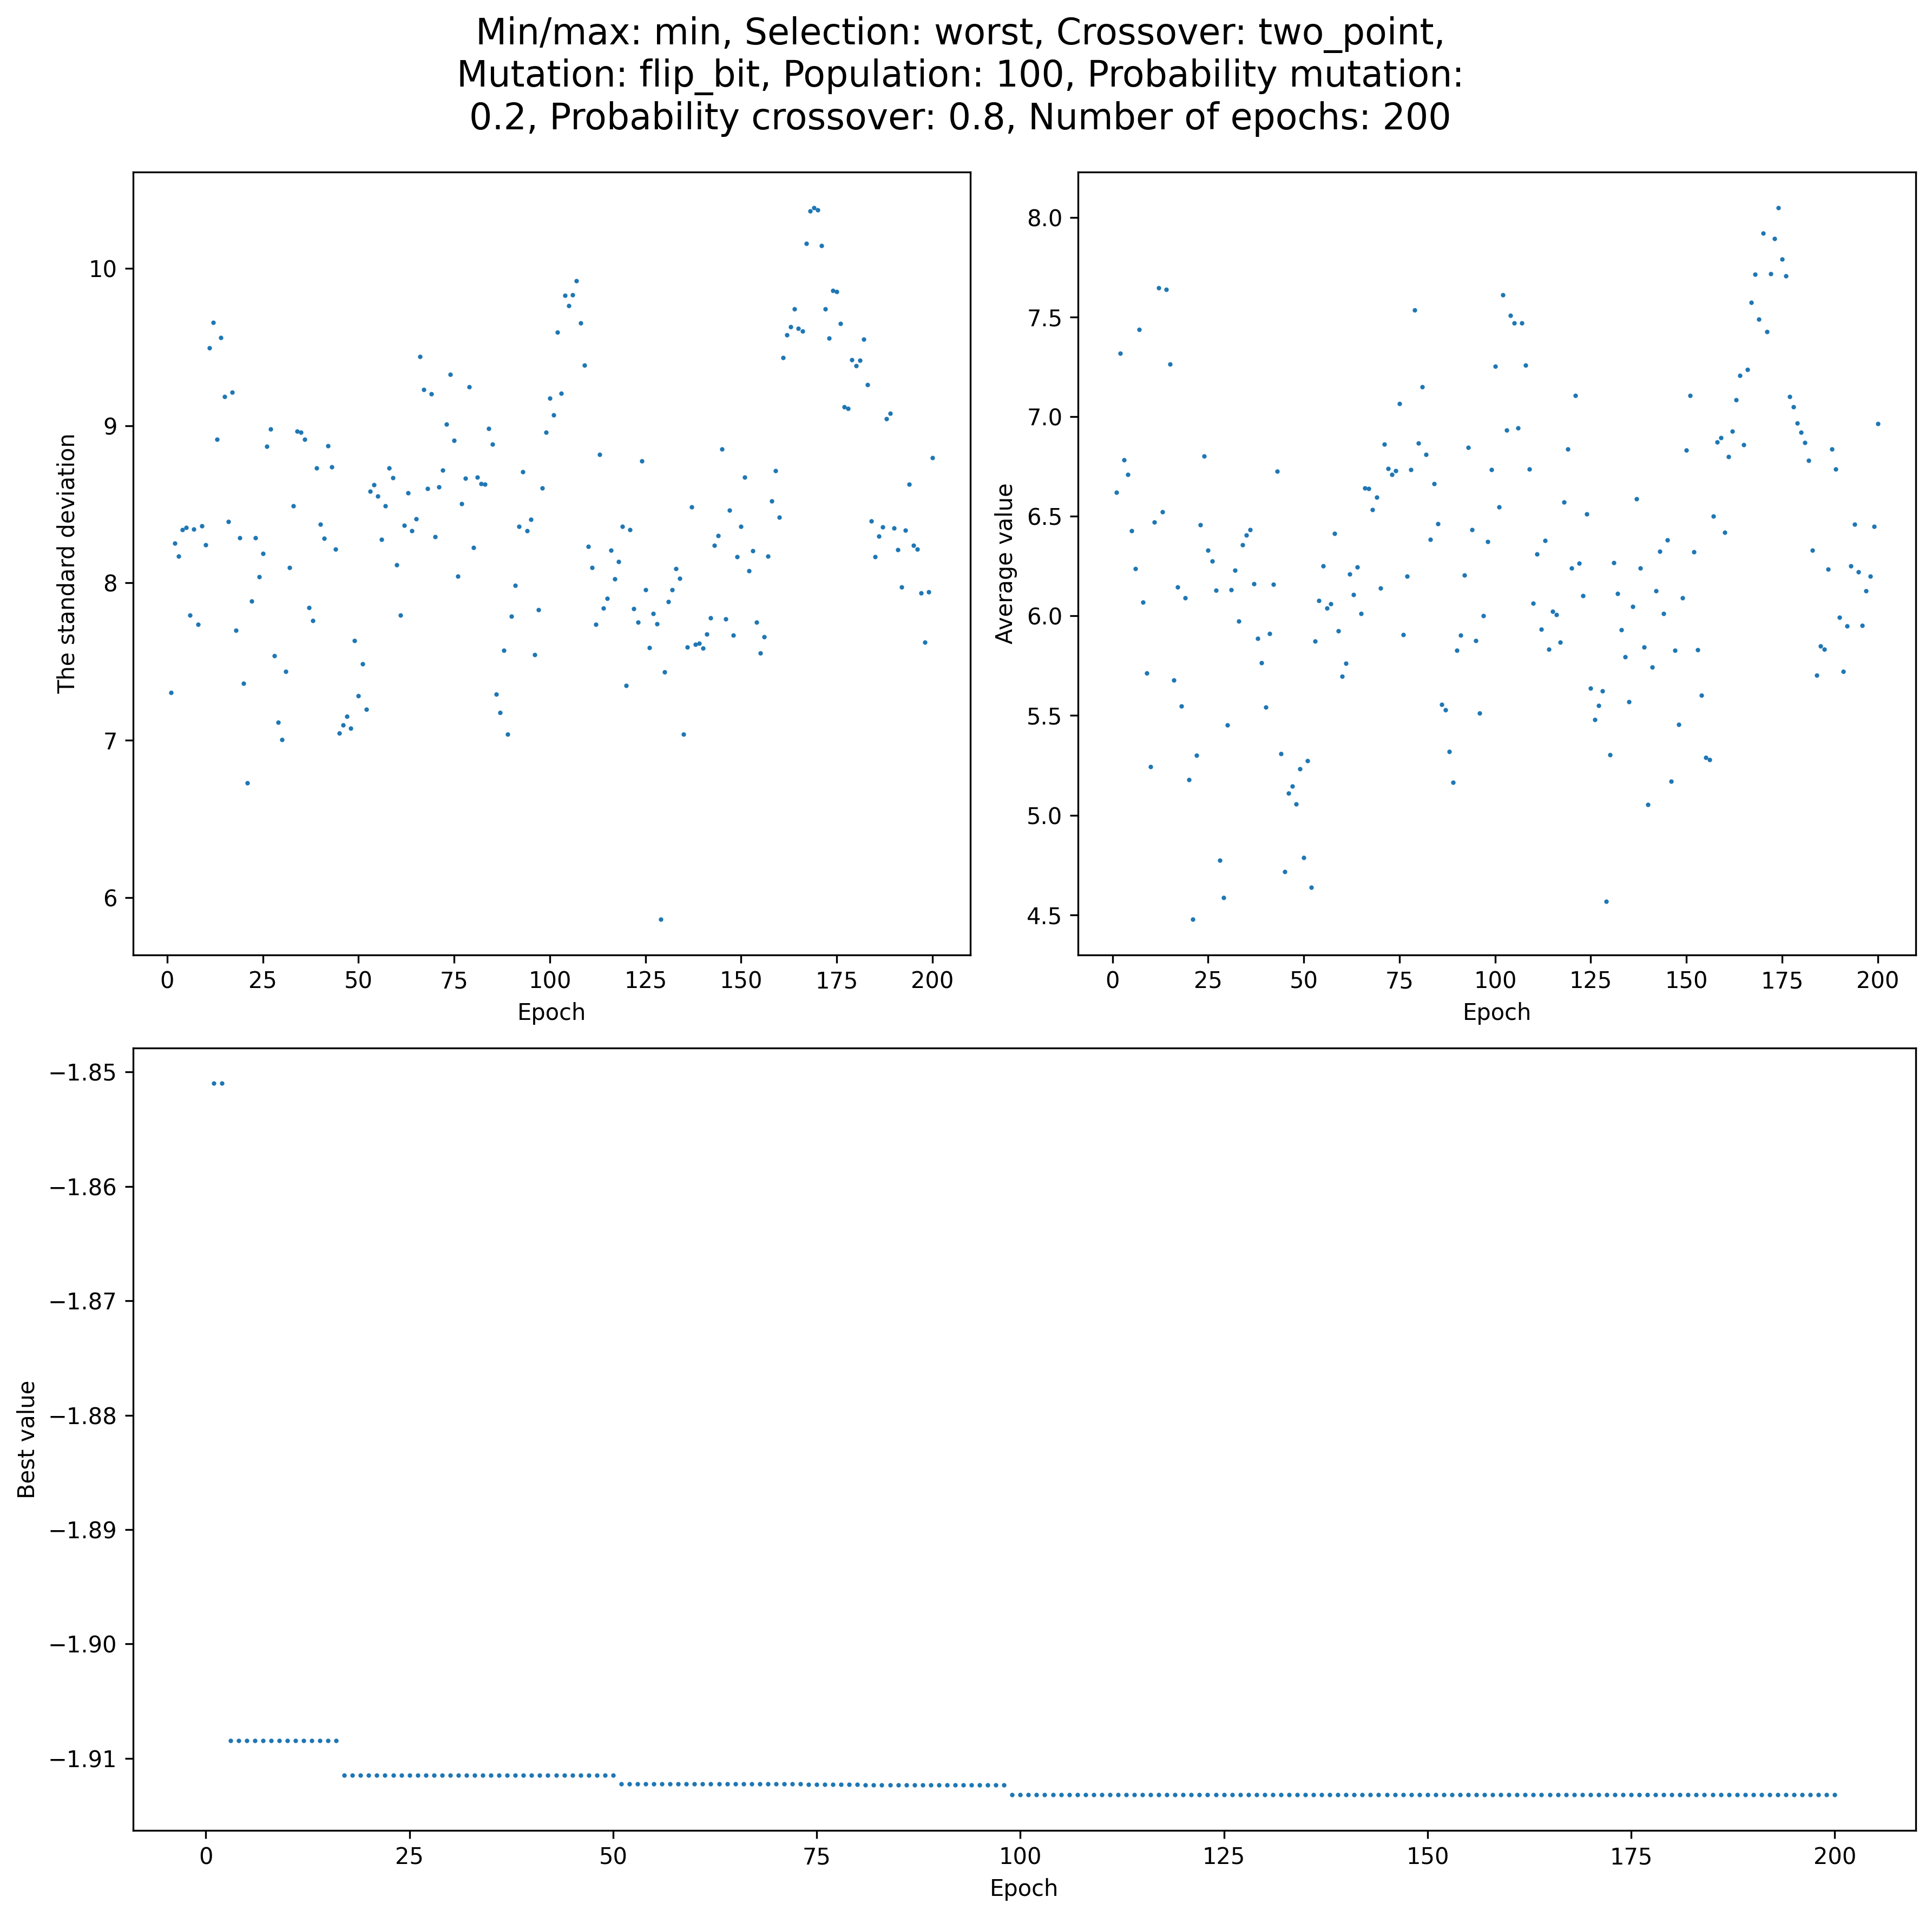 Min/max: min, Selection: worst, Crossover: two_point,
Mutation: flip_bit, Population: 100, Probability mutation:
0.2, Probability crossover: 0.8, Number of epochs: 200
The standard deviation
10
9
8
7
6
0 25 50 75 100 125 150 175 200
Epoch
Average value
8.0
7.5
7.0
6.5
6.0
5.5
5.0
4.5
0 25 50 75 100 125 150 175 200
Epoch
Best value
−1.85
−1.86
−1.87
−1.88
−1.89
−1.90
−1.91
0 25 50 75 100 125 150 175 200
Epoch